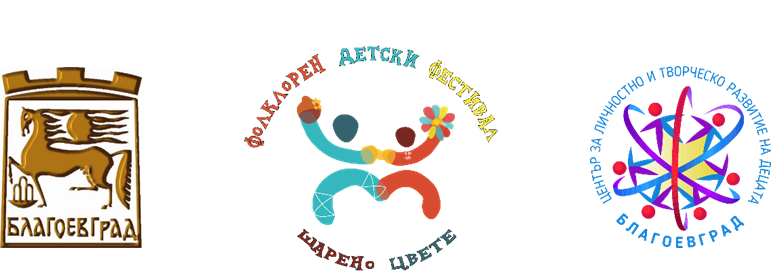 БЛАГОЕВГРАД
ФОЛКЛОРЕН ДЕТСКИ ФЕСТИВАЛ
ШАРЕНО ЦВЕТЕ
ЦЕНТЪР ЗА ЛИЧНОСТНО И ТВОРЧЕСКО РАЗВИТИЕ НА ДЕЦАТА
БЛАГОЕВГРАД